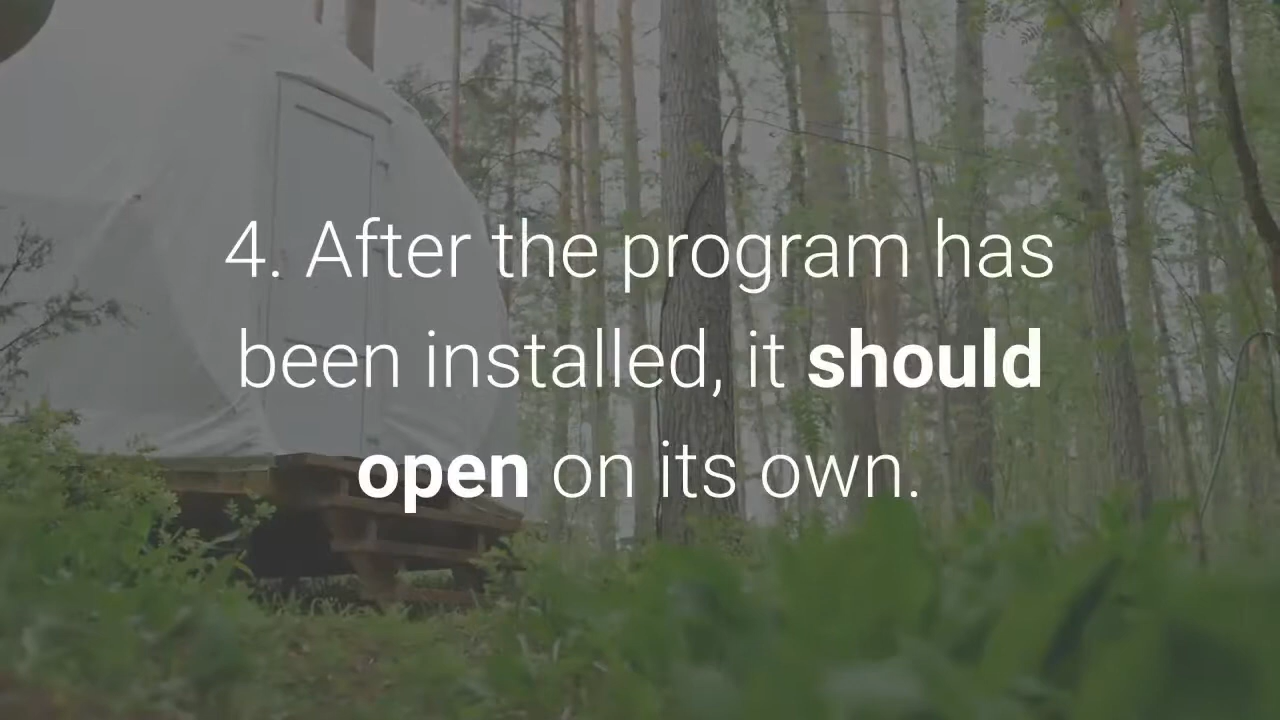 4. After the program has
been installed, it should
open on its own.